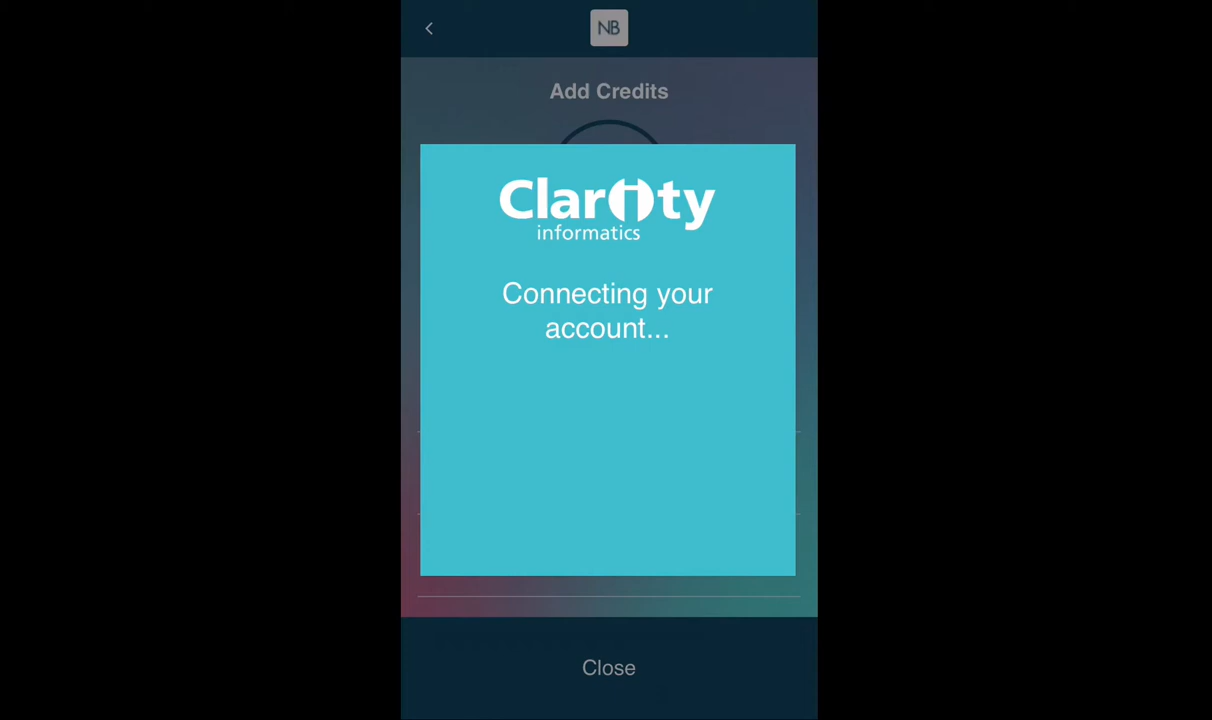 NB
Add Credits
Clarity
informatics
Connecting your
account...
Close